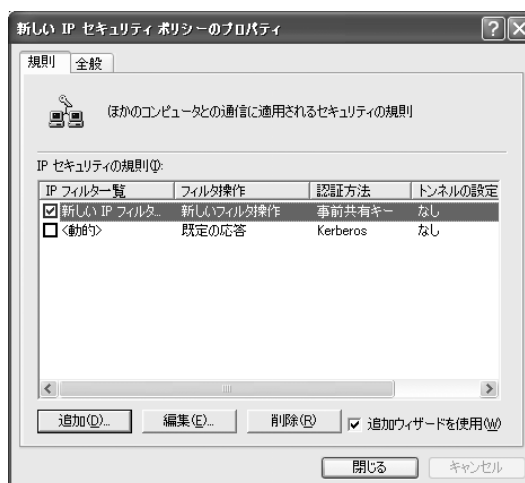 新しい IP セキュリティ ポリシーのプロパティ
規則 全般
ほかのコンピュータとの通信に適用されるセキュリティの規則
IP セキュリティの規則(I):
IP フィルタ一覧 フィルタ操作 認証方法 トンネルの設定
新しい IP フィルタ... 新しいフィルタ操作 事前共有キー なし
<動的> 既定の応答 Kerberos なし
追加(D)... 編集(E)... 削除(R) 追加ウィザードを使用(W)
閉じる キャンセル